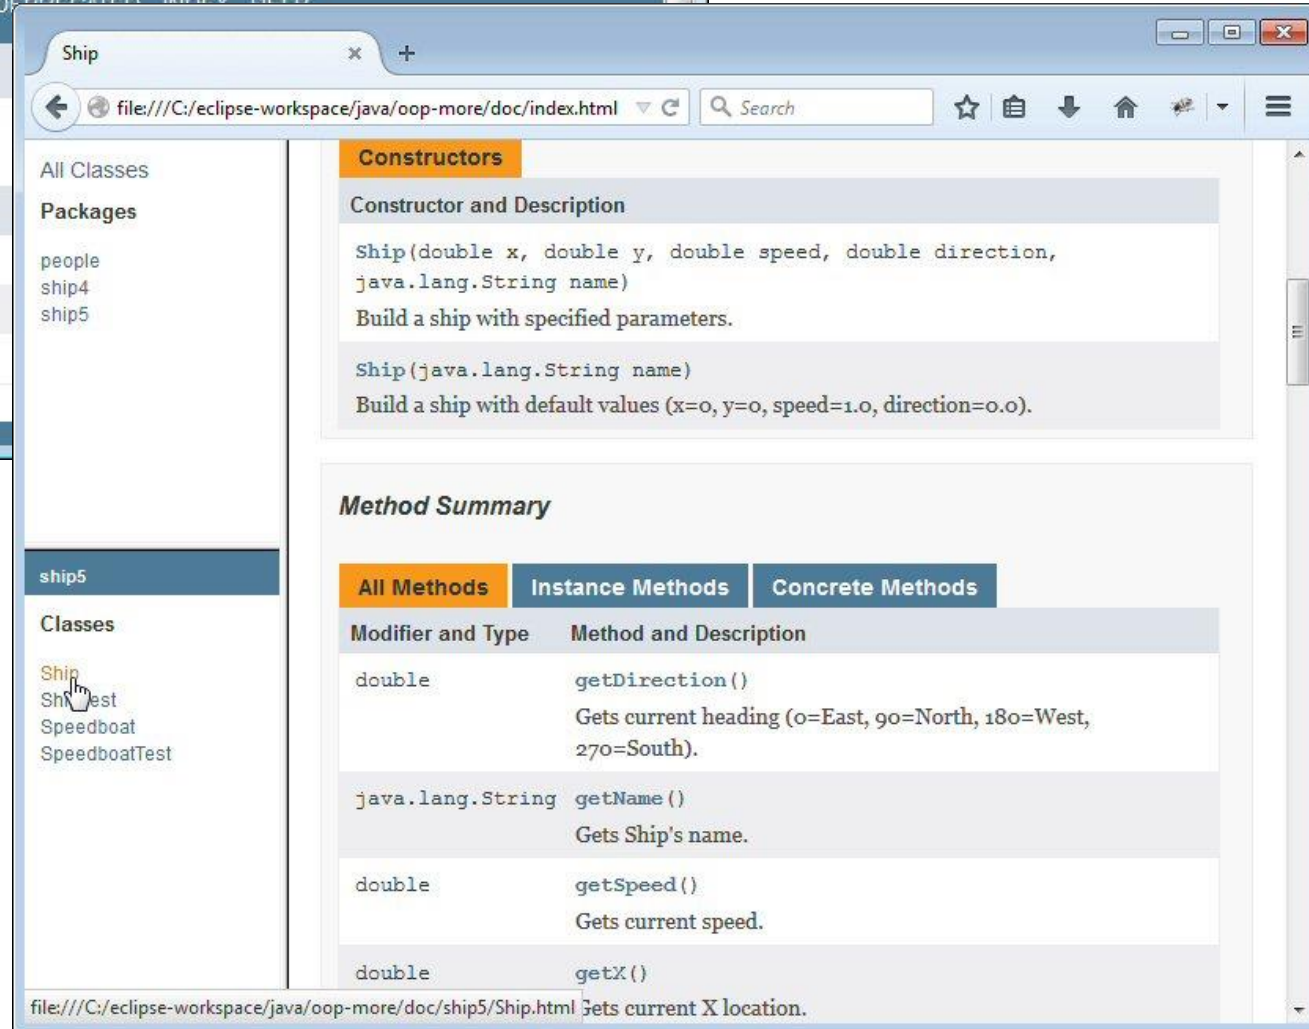 Ship
file:///C:/eclipse-workspace/java/oop-more/doc/index.html
Search
All Classes
Packages
people
ship4
ship5
ship5
Classes
Ship
Speedboat
SpeedboatTest
Constructors
Constructor and Description
Ship(double x, double y, double speed, double direction,
java.lang.String name)
Build a ship with specified parameters.
Ship(java.lang.String name)
Build a ship with default values (x=0, y=0, speed=1.0, direction=0.0).
Method Summary
All Methods Instance Methods Concrete Methods
Modifier and Type Method and Description
double getDirection()
Gets current heading (0=East, 90=North, 180=West,
270=South).
java.lang.String getName()
Gets Ship's name.
double getSpeed()
Gets current speed.
double getX()
Gets current X location.
file:///C:/eclipse-workspace/java/oop-more/doc/ship5/Ship.html